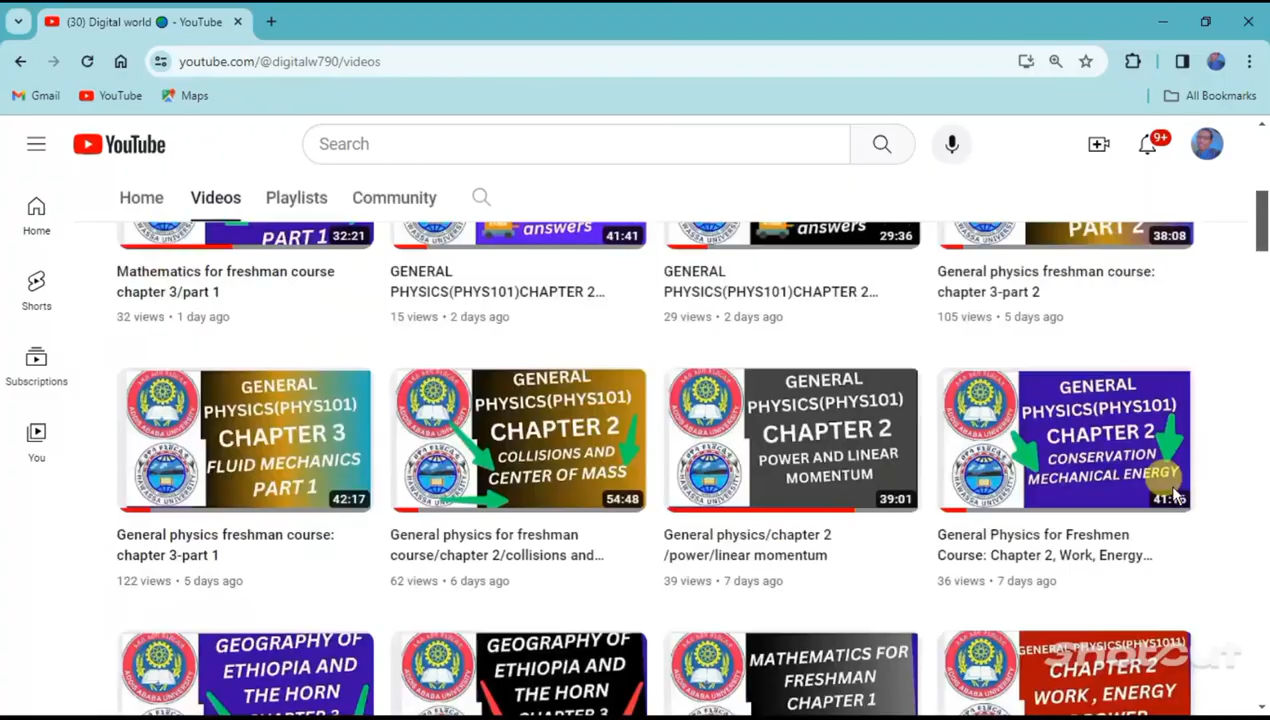 (30) Digital world 🌎 - YouTube
youtube.com/@digitalw790/videos
Gmail YouTube Maps All Bookmarks
YouTube Search 9+
Home Videos Playlists Community
Home
Shorts
Subscriptions
You
PART 1
32:21
answers
41:41
answers
29:36
PART 2
38:08
Mathematics for freshman course
chapter 3/part 1
32 views • 1 day ago
GENERAL
PHYSICS(PHYS101)CHAPTER 2...
15 views • 2 days ago
GENERAL
PHYSICS(PHYS101)CHAPTER 2...
29 views • 2 days ago
General physics freshman course:
chapter 3-part 2
105 views • 5 days ago
GENERAL
PHYSICS(PHYS101)
CHAPTER 3
FLUID MECHANICS
PART 1
42:17
GENERAL
PHYSICS(PHYS101)
CHAPTER 2
COLLISIONS AND
CENTER OF MASS
54:48
GENERAL
PHYSICS(PHYS101)
CHAPTER 2
POWER AND LINEAR
MOMENTUM
39:01
GENERAL
PHYSICS(PHYS101)
CHAPTER 2
CONSERVATION
MECHANICAL ENERGY
General physics freshman course:
chapter 3-part 1
122 views • 5 days ago
General physics for freshman
course/chapter 2/collisions and...
62 views • 6 days ago
General physics/chapter 2
/power/linear momentum
39 views • 7 days ago
General Physics for Freshmen
Course: Chapter 2, Work, Energy...
36 views • 7 days ago
GEOGRAPHY OF
ETHIOPIA AND
THE HORN
CHAPTER 3
GEOGRAPHY OF
ETHIOPIA AND
THE HORN
CHAPTER 3
MATHEMATICS FOR
FRESHMAN
CHAPTER 1
GENERAL PHYSICS(PHYS1011)
CHAPTER 2
WORK , ENERGY
POWER